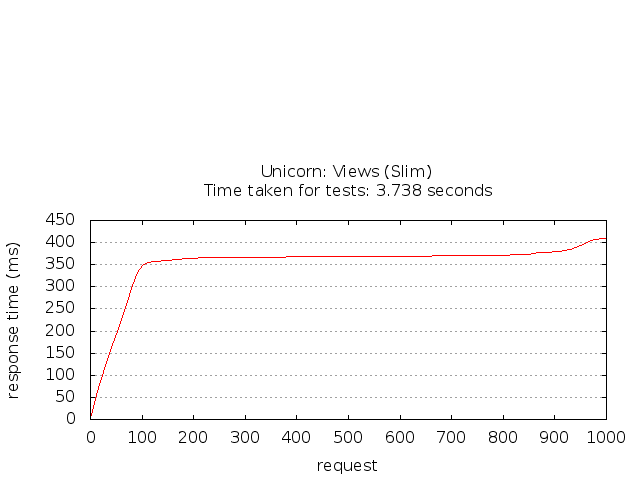 Unicorn: Views (Slim)
Time taken for tests: 3.738 seconds
450
400
350
300
250
200
150
100
50
0
response time (ms)
0 100 200 300 400 500 600 700 800 900 1000
request